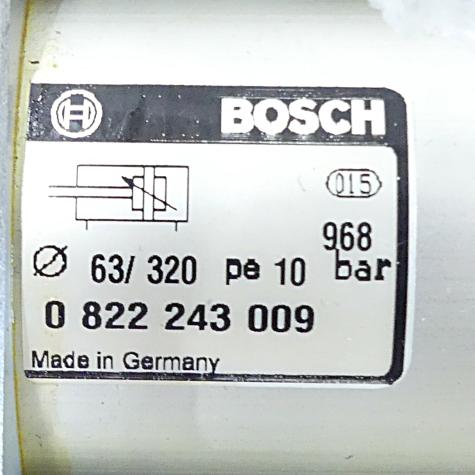 BOSCH
015
968
Ø 63/ 320 pe 10 bar
0 822 243 009
Made in Germany